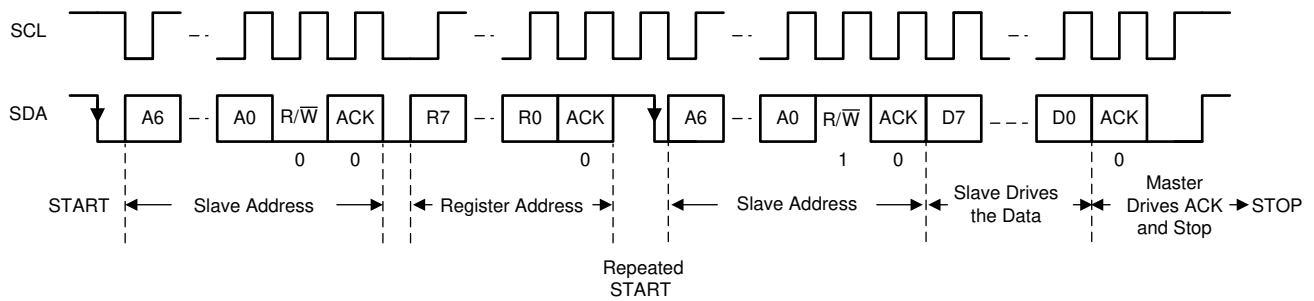 SCL
SDA
A6 A0 R/W̅ ACK R7 R0 ACK A6 A0 R/W̅ ACK D7 D0 ACK
0 0 0 1 0 0
START Slave Address Register Address Slave Address Slave Drives the Data Master Drives ACK and Stop STOP
Repeated
START